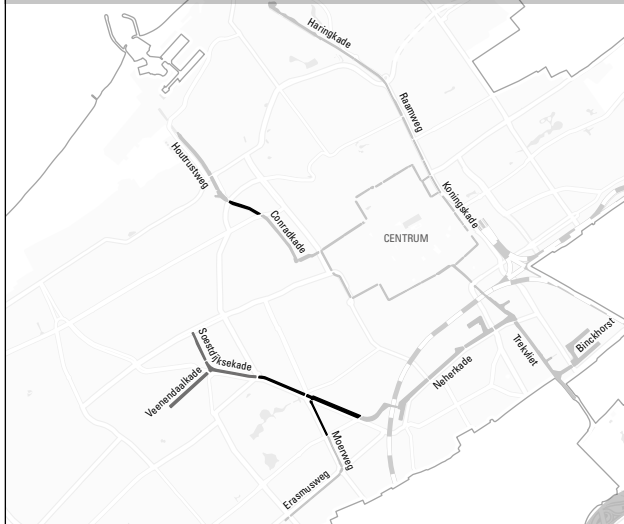 Haringkade
Raamweg
Houtrustweg
Koningskade
Conradkade
CENTRUM
Soestdijksekade
Binckhorst
Trekvliet
Neherkade
Veenendaalkade
Moerweg
Erasmusweg